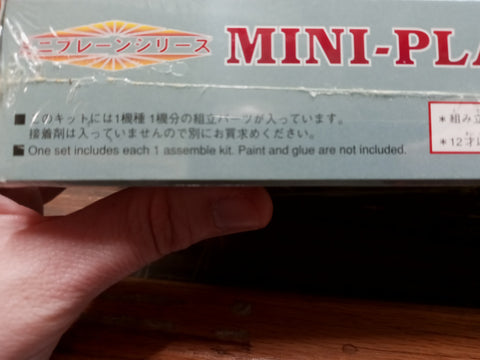 ミニプレーンシリーズ
MINI-PLA
■ このキットには1機種 1機分の組立パーツが入っています。
接着剤は入っていませんので別にお買求めください。
■ One set includes each 1 assemble kit. Paint and glue are not included.
*組み立
*12才